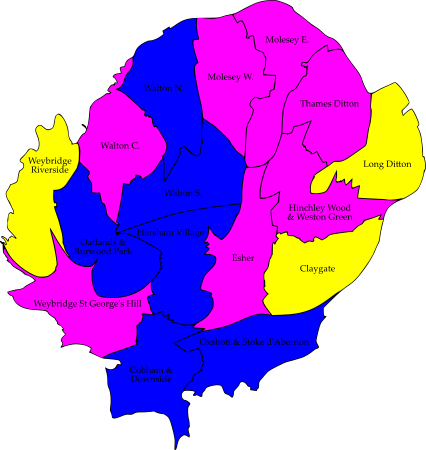 Molesey E.
Molesey W.
Walton N.
Thames Ditton
Walton C.
Weybridge
Riverside
Long Ditton
Walton S.
Hinchley Wood
& Weston Green
Hersham Village
Oatlands &
Burwood Park
Esher
Claygate
Weybridge St George's Hill
Oxshott & Stoke d'Abernon
Cobham &
Downside